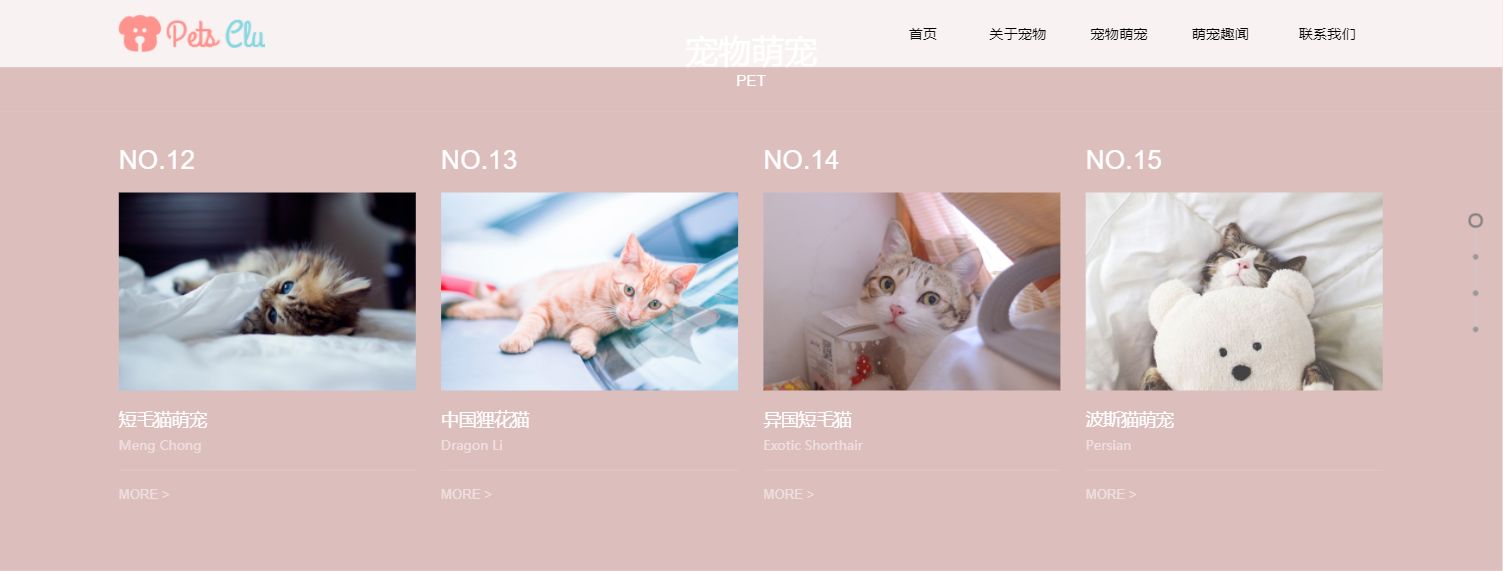 Pets Clu
首页 关于宠物 宠物萌宠 萌宠趣闻 联系我们
宠物萌宠
PET
NO.12
NO.13
NO.14
NO.15
短毛猫萌宠
Meng Chong
MORE >
中国狸花猫
Dragon Li
MORE >
异国短毛猫
Exotic Shorthair
MORE >
波斯猫萌宠
Persian
MORE >